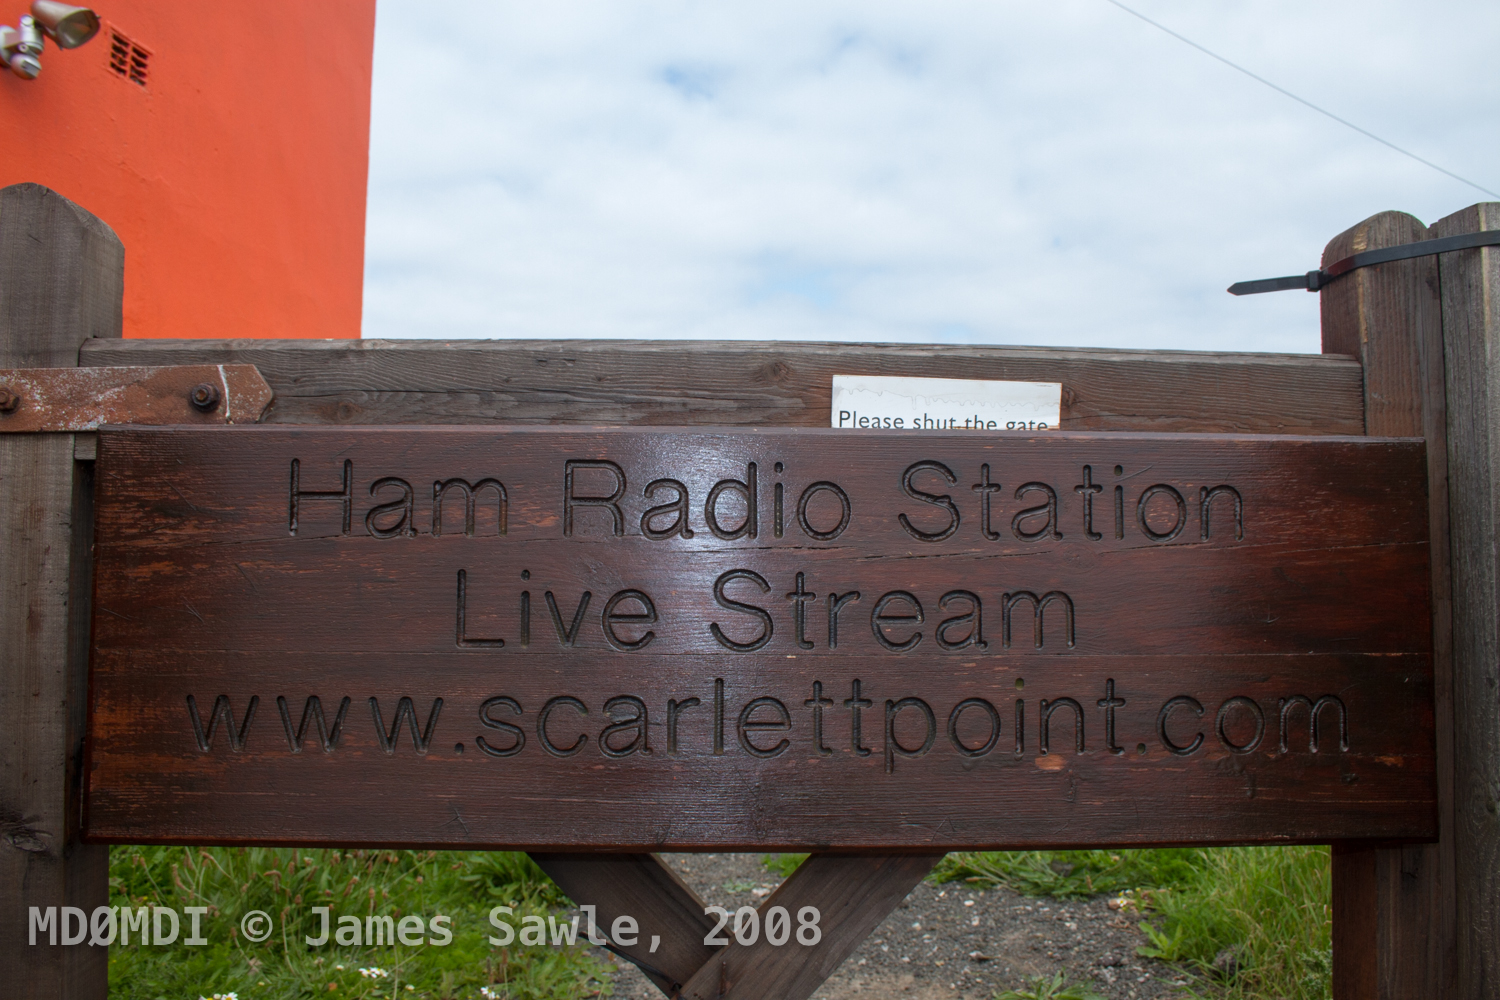 Please shut the gate
Ham Radio Station
Live Stream
www.scarlettpoint.com
MDØMDI © James Sawle, 2008